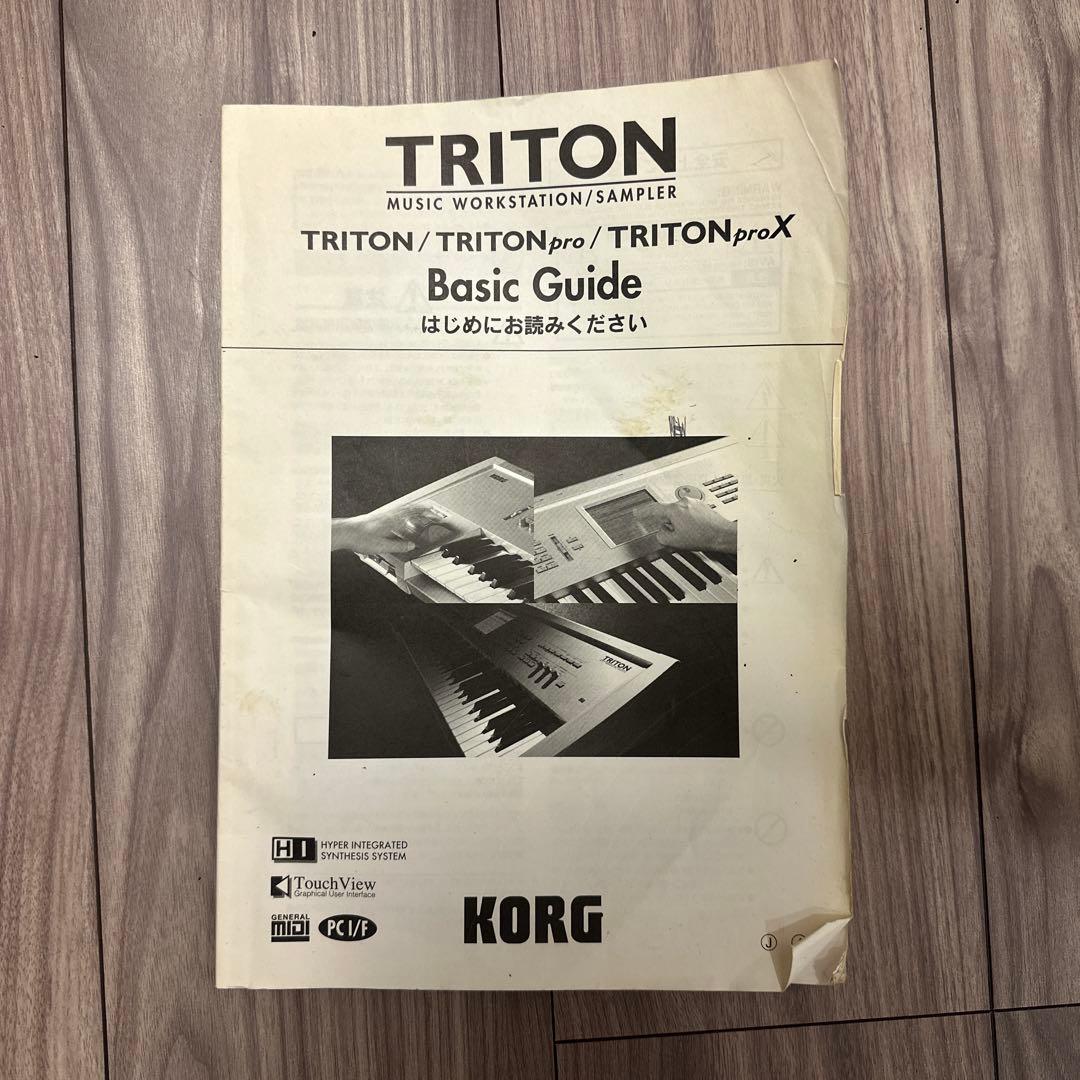 TRITON
MUSIC WORKSTATION/SAMPLER
TRITON/TRITONpro/TRITONproX
Basic Guide
はじめにお読みください
TRITON
HI HYPER INTEGRATED
SYNTHESIS SYSTEM
TouchView
Graphical User Interface
GENERAL
MIDI
PC I/F
KORG
J